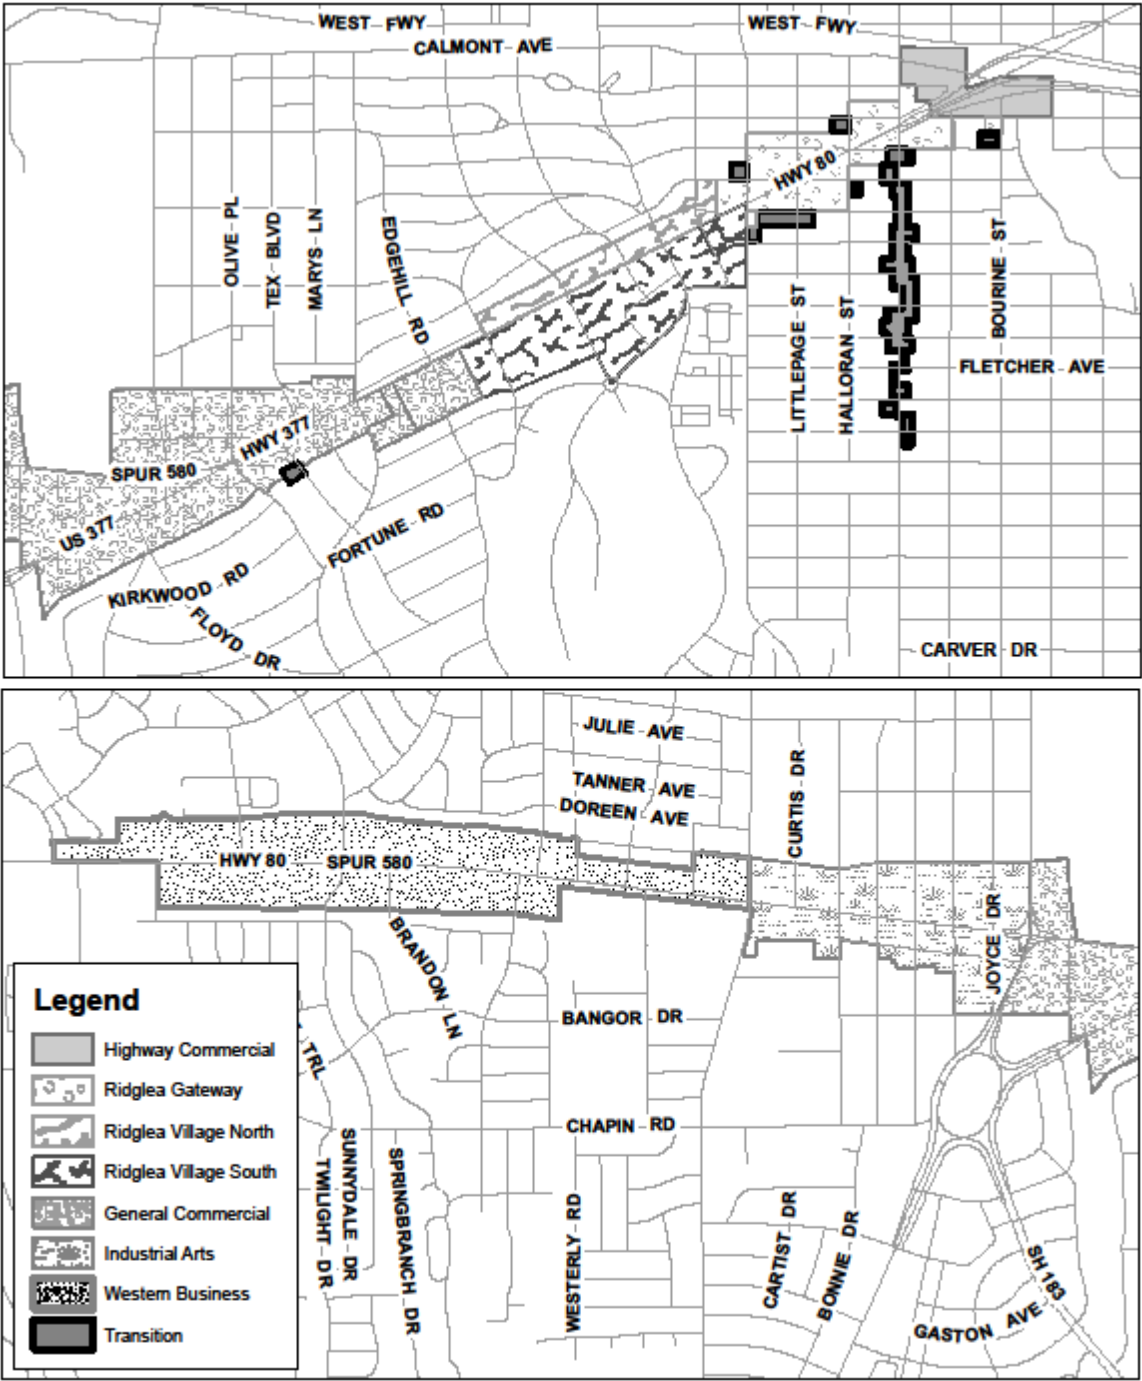 WEST FWY
WEST FWY
CALMONT AVE
HWY 80
OLIVE PL
TEX BLVD
MARYS LN
EDGEHILL RD
BOURINE ST
LITTLEPAGE ST
HALLORAN ST
FLETCHER AVE
HWY 377
SPUR 580
US 377
FORTUNE RD
KIRKWOOD RD
FLOYD DR
CARVER DR
JULIE AVE
TANNER AVE
DOREEN AVE
CURTIS DR
HWY 80
SPUR 580
JOYCE DR
BRANDON LN
BANGOR DR
TRL
CHAPIN RD
SUNNYDALE DR
TWILIGHT DR
SPRINGBRANCH DR
WESTERLY RD
CARTIST DR
BONNIE DR
SH 183
GASTON AVE
Legend
Highway Commercial
Ridglea Gateway
Ridglea Village North
Ridglea Village South
General Commercial
Industrial Arts
Western Business
Transition